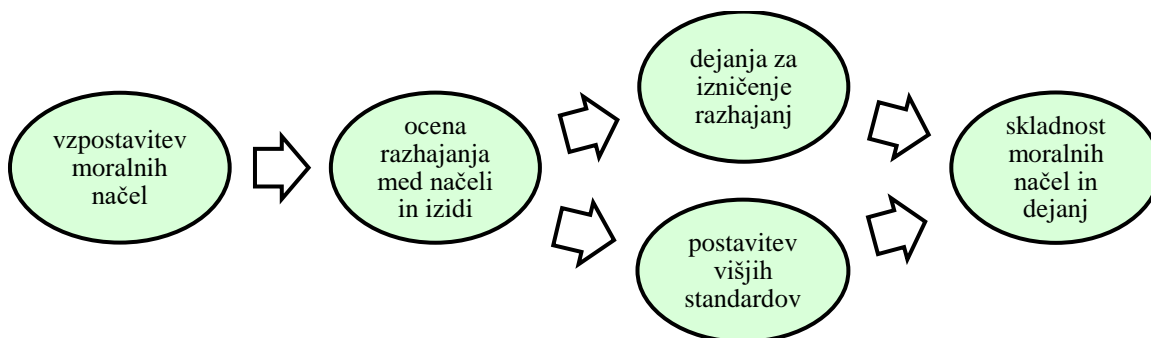 vzpostavitev
moralnih
načel
ocena
razhajanja
med načeli
in izidi
dejanja za
izničenje
razhajanj
postavitev
višjih
standardov
skladnost
moralnih
načel in
dejanj